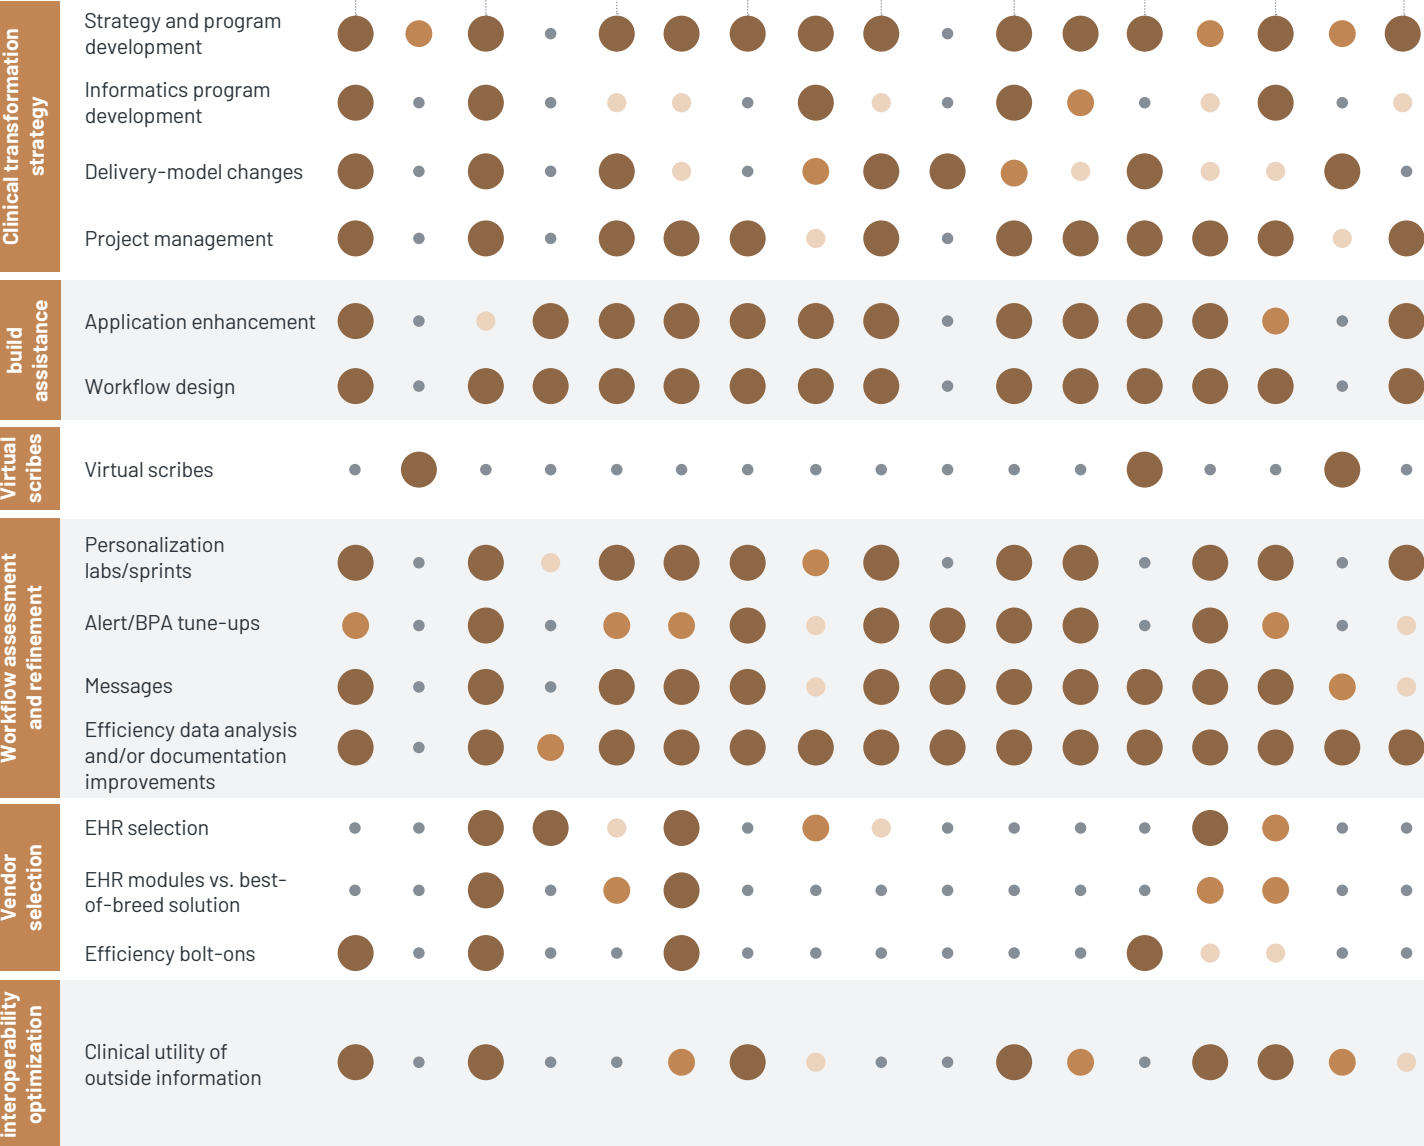 Clinical transformation
strategy
Strategy and program
development
Informatics program
development
Delivery-model changes
Project management
build
assistance
Application enhancement
Workflow design
Virtual
scribes
Virtual scribes
Workflow assessment
and refinement
Personalization
labs/sprints
Alert/BPA tune-ups
Messages
Efficiency data analysis
and/or documentation
improvements
Vendor
selection
EHR selection
EHR modules vs. best-
of-breed solution
Efficiency bolt-ons
interoperability
optimization
Clinical utility of
outside information